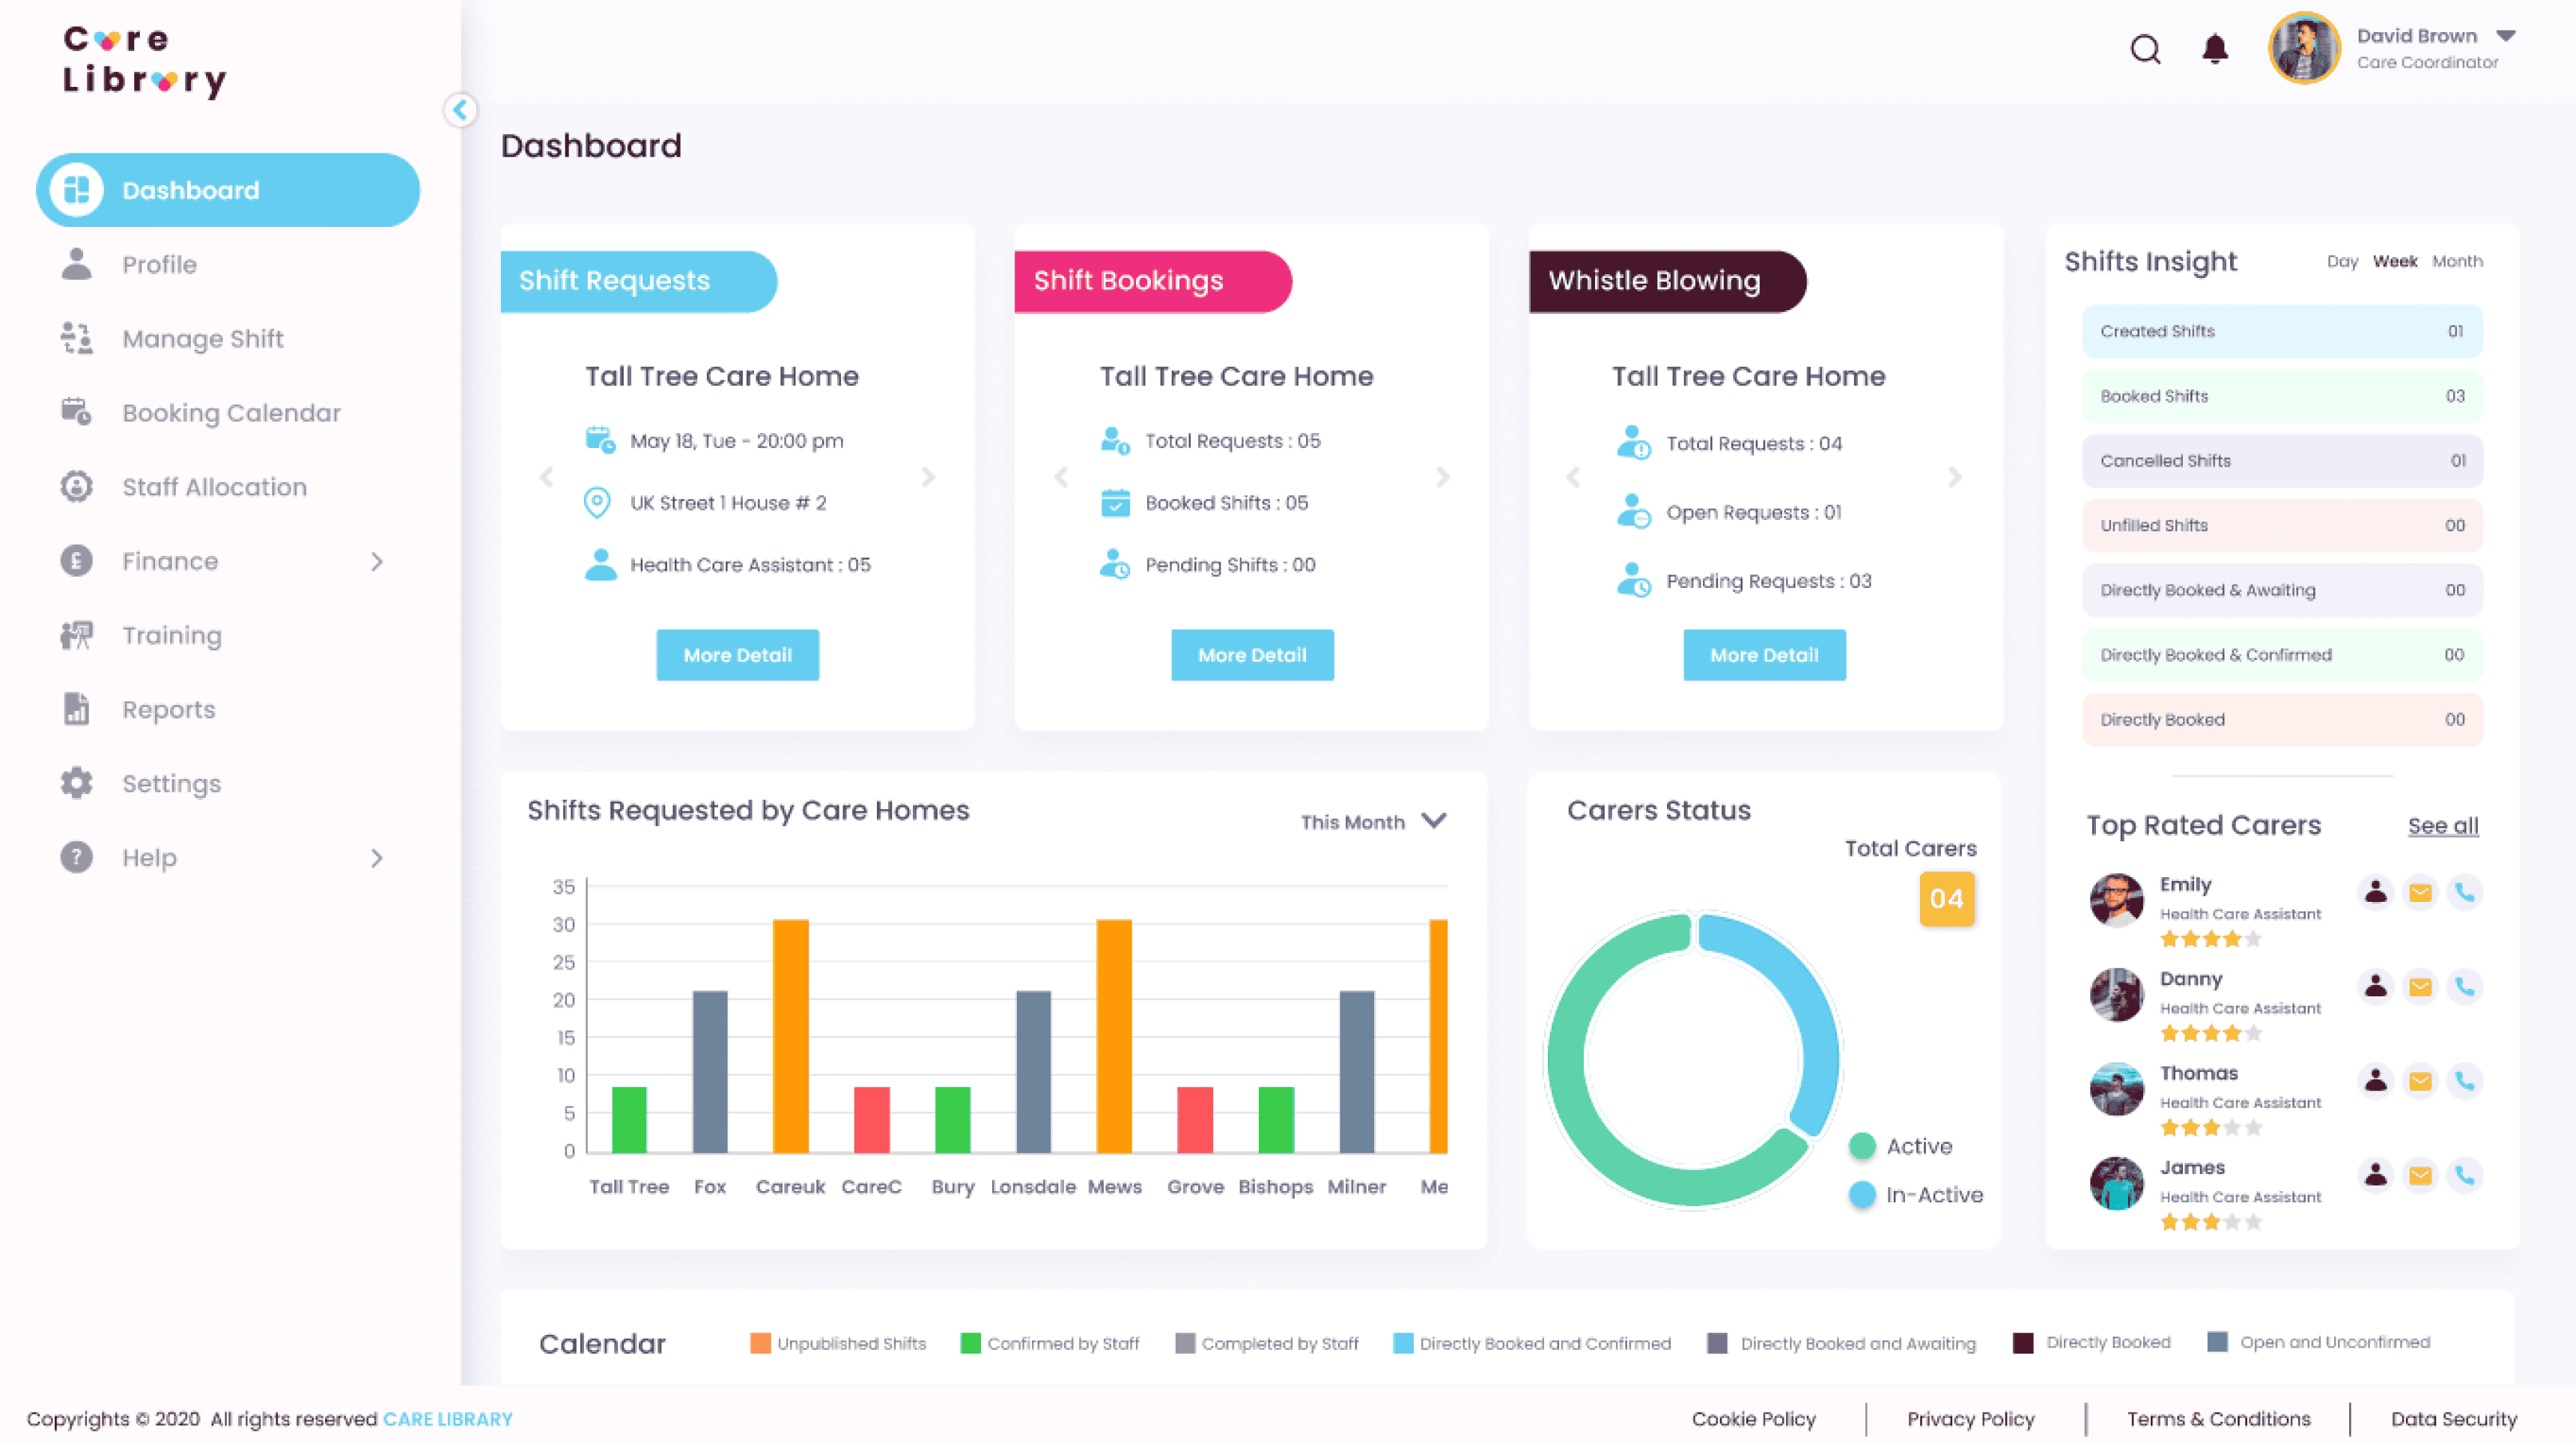 Care
Library
David Brown
Care Coordinator
Dashboard
Dashboard
Profile
Manage Shift
Booking Calendar
Staff Allocation
Finance
Training
Reports
Settings
Help
Shift Requests
Tall Tree Care Home
May 18, Tue - 20:00 pm
UK Street 1 House # 2
Health Care Assistant : 05
More Detail
Shift Bookings
Tall Tree Care Home
Total Requests : 05
Booked Shifts : 05
Pending Shifts : 00
More Detail
Whistle Blowing
Tall Tree Care Home
Total Requests : 04
Open Requests : 01
Pending Requests : 03
More Detail
Shifts Insight
Day Week Month
Created Shifts 01
Booked Shifts 03
Cancelled Shifts 01
Unfilled Shifts 00
Directly Booked & Awaiting 00
Directly Booked & Confirmed 00
Directly Booked 00
Shifts Requested by Care Homes
This Month
35
30
25
20
15
10
5
0
Tall Tree Fox Careuk CareC Bury Lonsdale Mews Grove Bishops Milner Me
Carers Status
Total Carers
04
Active
In-Active
Top Rated Carers See all
Emily
Health Care Assistant
Danny
Health Care Assistant
Thomas
Health Care Assistant
James
Health Care Assistant
Calendar
Unpublished Shifts Confirmed by Staff Completed by Staff Directly Booked and Confirmed Directly Booked and Awaiting Directly Booked Open and Unconfirmed
Copyrights © 2020 All rights reserved CARE LIBRARY
Cookie Policy Privacy Policy Terms & Conditions Data Security